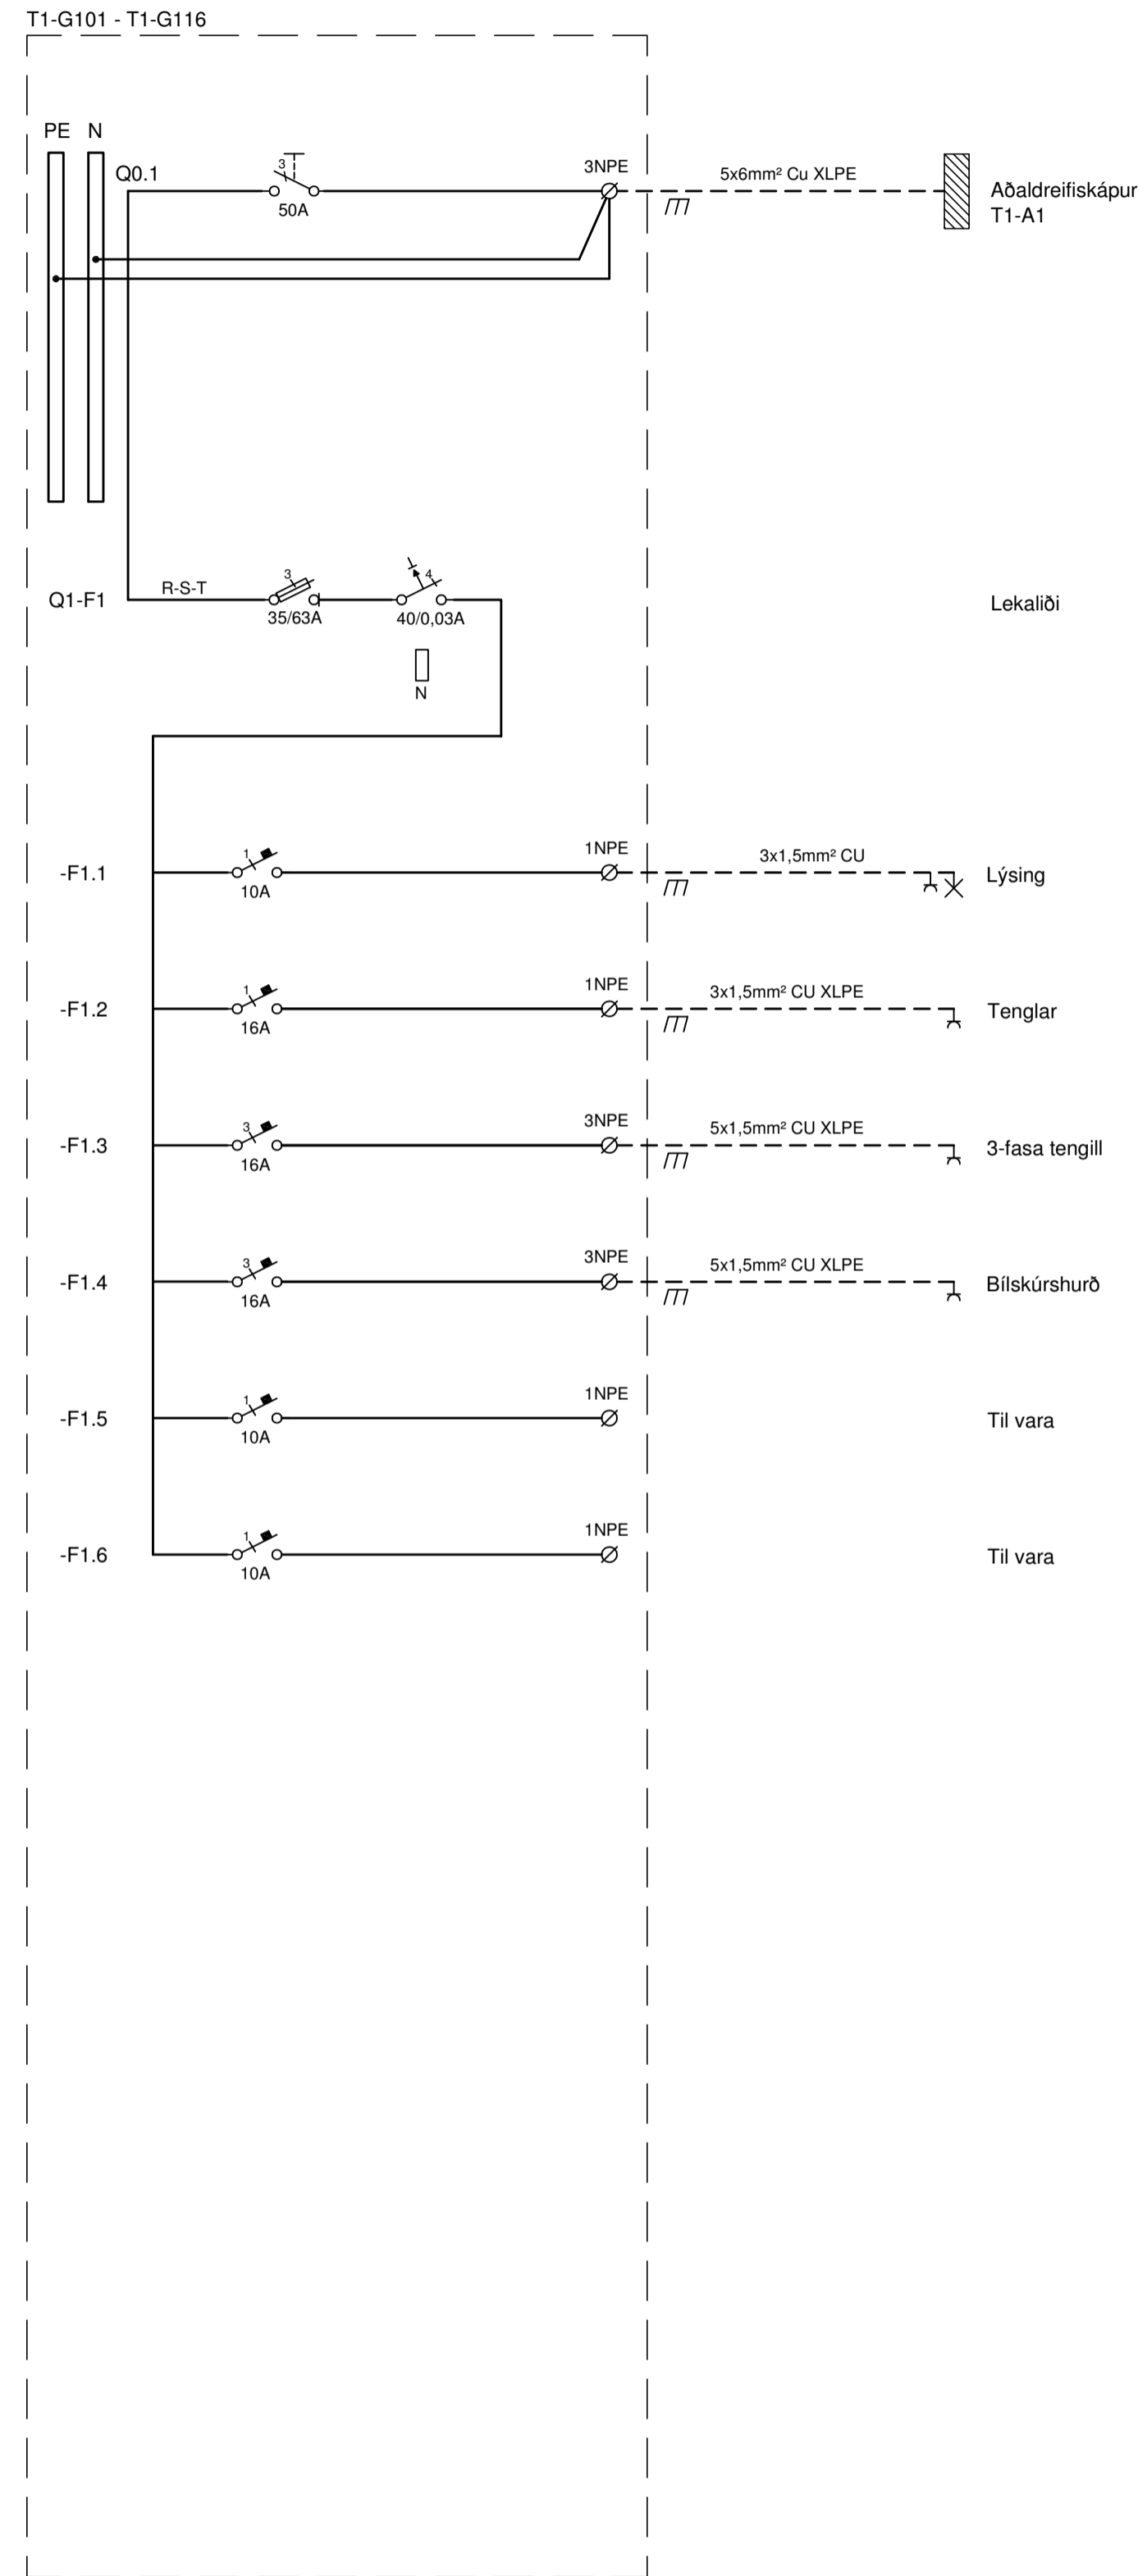 T1-G101 - T1-G116
PE N
Q0.1
3
50A
3NPE
5x6mm² Cu XLPE
Aðaldreifiskápur
T1-A1
Q1-F1
R-S-T
3
35/63A
4
40/0,03A
N
Lekaliði
-F1.1
1
10A
1NPE
3x1,5mm² CU
Lýsing
-F1.2
1
16A
1NPE
3x1,5mm² CU XLPE
Tenglar
-F1.3
3
16A
3NPE
5x1,5mm² CU XLPE
3-fasa tengill
-F1.4
3
16A
3NPE
5x1,5mm² CU XLPE
Bílskúrshurð
-F1.5
1
10A
1NPE
Til vara
-F1.6
1
10A
1NPE
Til vara